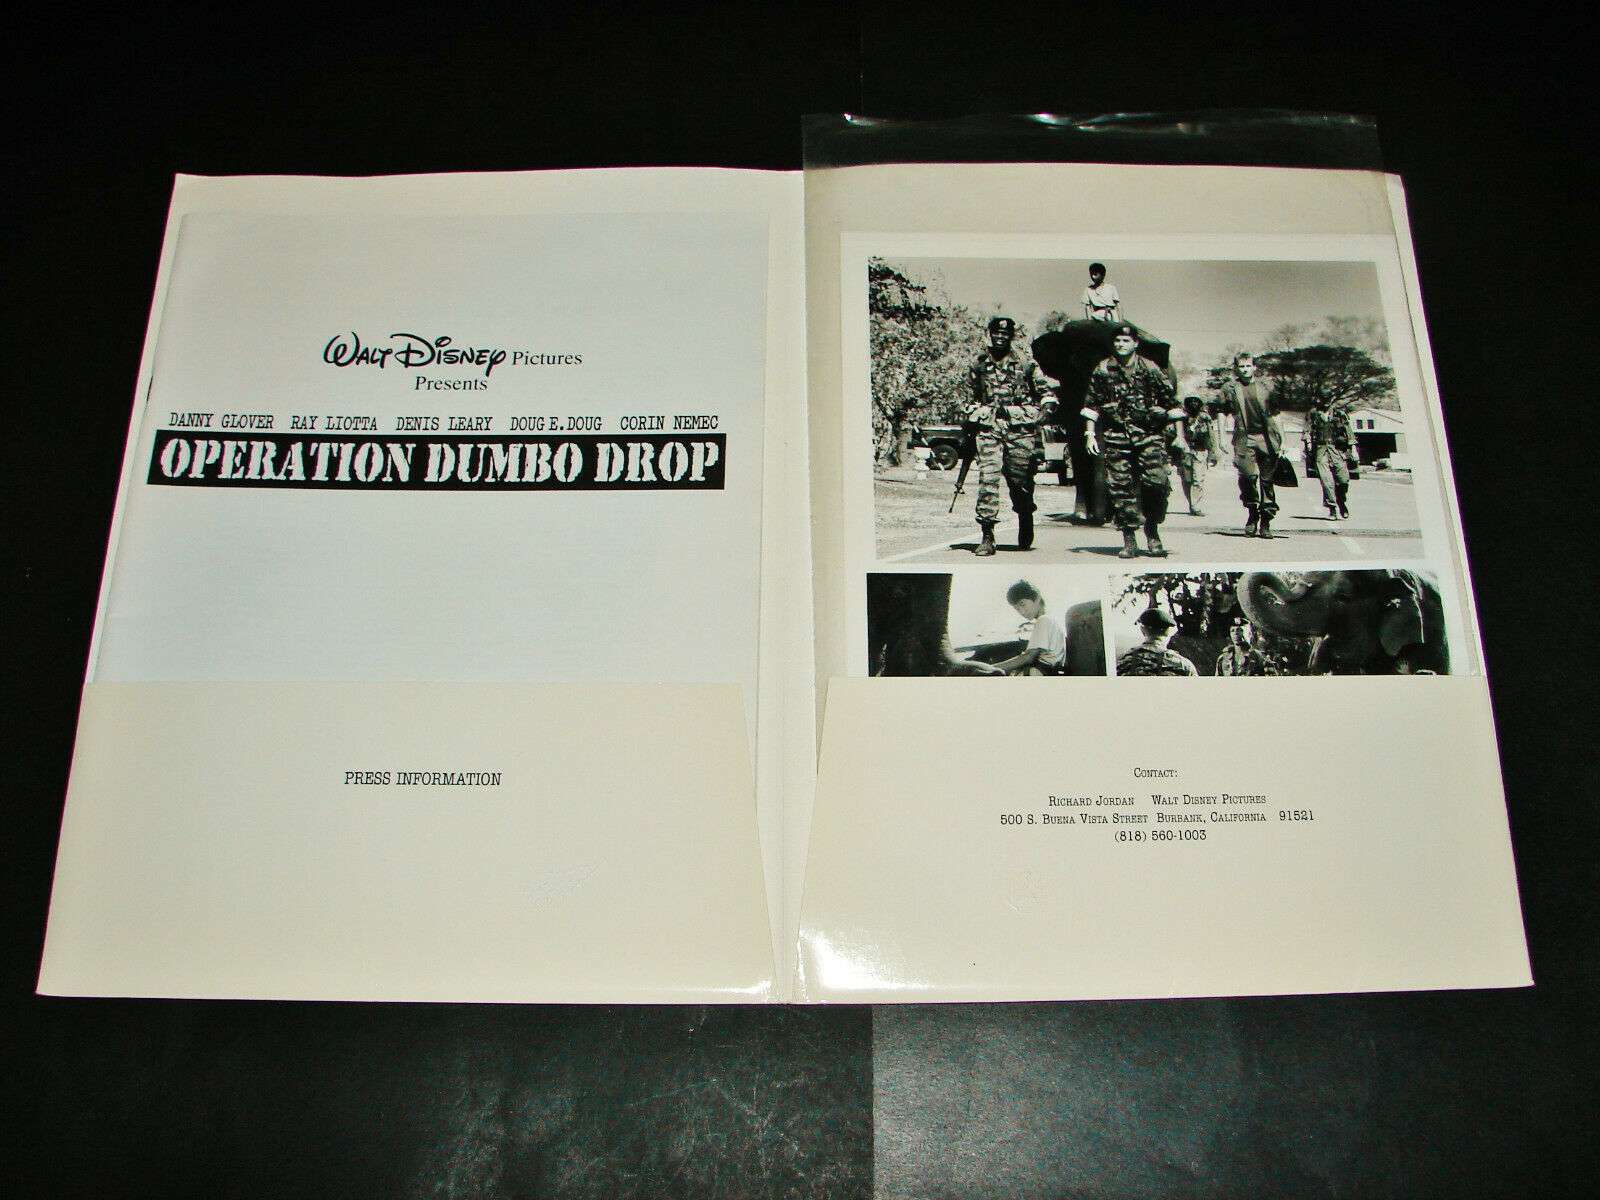 Walt Disney Pictures
Presents
DANNY GLOVER RAY LIOTTA DENIS LEARY DOUG E. DOUG CORIN NEMEC
OPERATION DUMBO DROP
PRESS INFORMATION
Contact:
Richard Jordan Walt Disney Pictures
500 S. Buena Vista Street Burbank, California 91521
(818) 560-1003